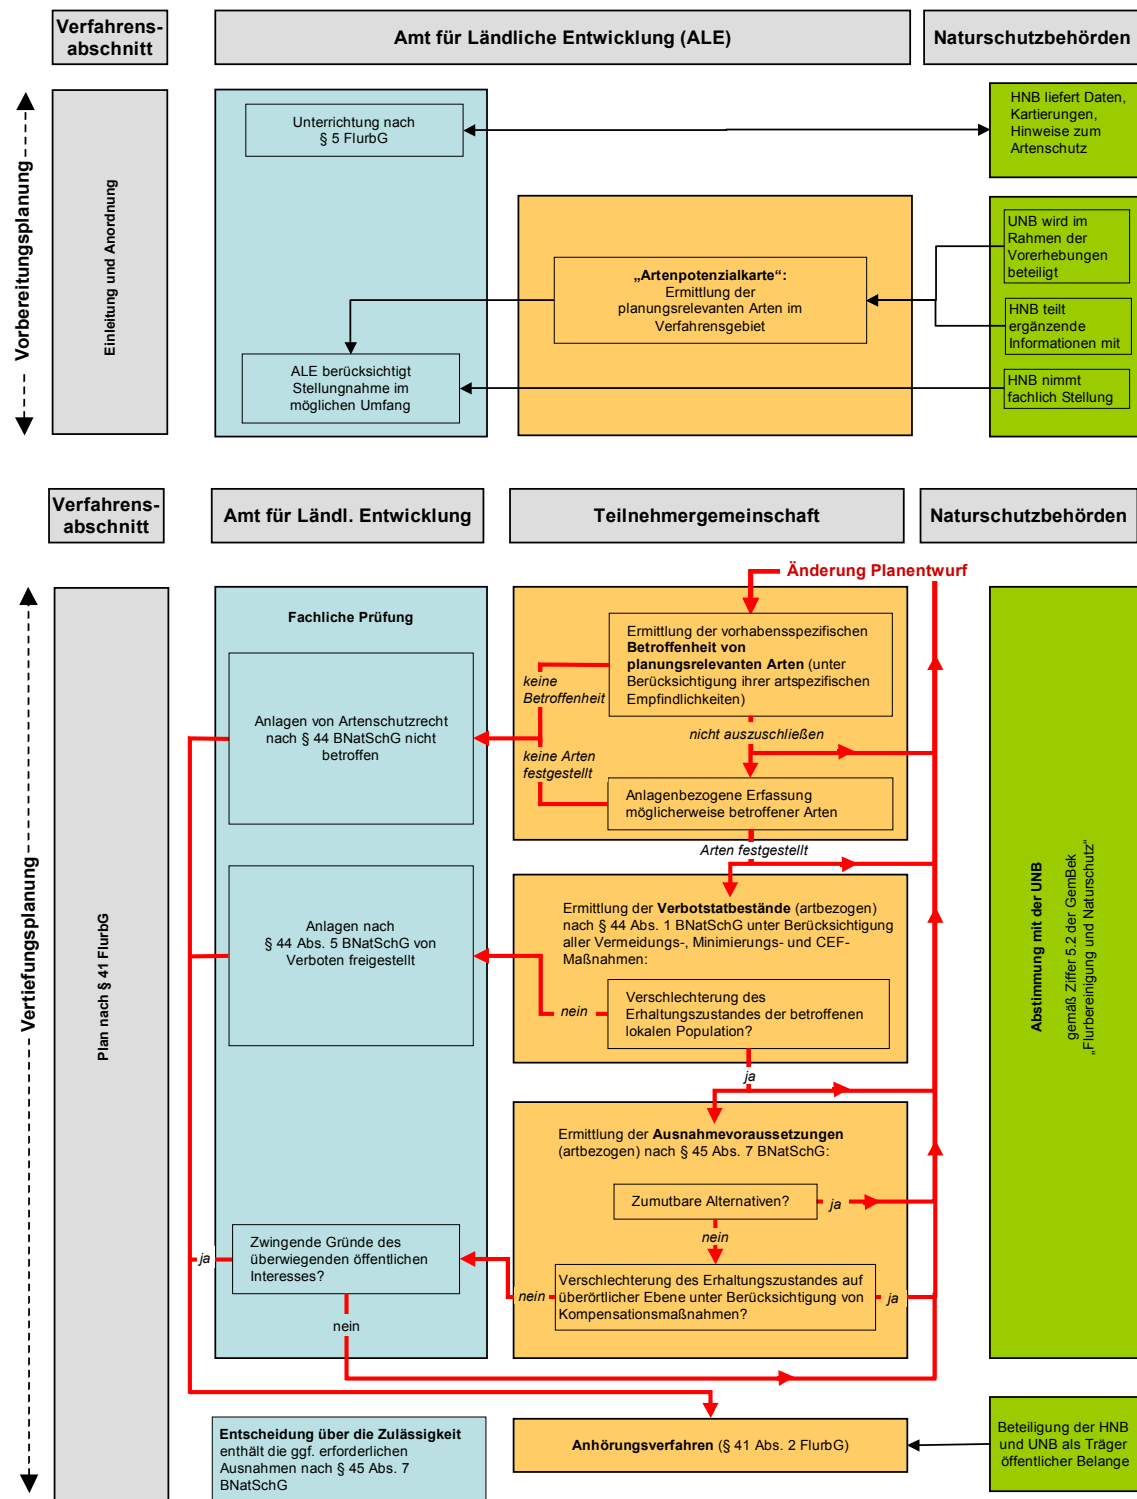 Verfahrens-
abschnitt
Amt für Ländliche Entwicklung (ALE)
Naturschutzbehörden
Vorbereitungsplanung
Einleitung und Anordnung
Unterrichtung nach
§ 5 FlurbG
HNB liefert Daten,
Kartierungen,
Hinweise zum
Artenschutz
„Artenpotenzialkarte“:
Ermittlung der
planungsrelevanten Arten im
Verfahrensgebiet
UNB wird im
Rahmen der
Vorerhebungen
beteiligt
HNB teilt
ergänzende
Informationen mit
ALE berücksichtigt
Stellungnahme im
möglichen Umfang
HNB nimmt
fachlich Stellung
Verfahrens-
abschnitt
Amt für Ländl. Entwicklung
Teilnehmergemeinschaft
Naturschutzbehörden
Vertiefungsplanung
Plan nach § 41 FlurbG
Änderung Planentwurf
Fachliche Prüfung
Ermittlung der vorhabensspezifischen
Betroffenheit von
planungsrelevanten Arten (unter
Berücksichtigung ihrer artspezifischen
Empfindlichkeiten)
keine
Betroffenheit
Anlagen von Artenschutzrecht
nach § 44 BNatSchG nicht
betroffen
nicht auszuschließen
keine Arten
festgestellt
Anlagenbezogene Erfassung
möglicherweise betroffener Arten
Arten festgestellt
Ermittlung der Verbotstatbestände (artbezogen)
nach § 44 Abs. 1 BNatSchG unter Berücksichtigung
aller Vermeidungs-, Minimierungs- und CEF-
Maßnahmen:
Anlagen nach
§ 44 Abs. 5 BNatSchG von
Verboten freigestellt
nein
Verschlechterung des
Erhaltungszustandes der betroffenen
lokalen Population?
ja
Abstimmung mit der UNB
gemäß Ziffer 5.2 der GemBek
„Flurbereinigung und Naturschutz“
Ermittlung der Ausnahmevoraussetzungen
(artbezogen) nach § 45 Abs. 7 BNatSchG:
Zumutbare Alternativen?
ja
nein
Zwingende Gründe des
überwiegenden öffentlichen
Interesses?
ja
nein
Verschlechterung des Erhaltungszustandes auf
überörtlicher Ebene unter Berücksichtigung von
Kompensationsmaßnahmen?
ja
nein
Entscheidung über die Zulässigkeit
enthält die ggf. erforderlichen
Ausnahmen nach § 45 Abs. 7
BNatSchG
Anhörungsverfahren (§ 41 Abs. 2 FlurbG)
Beteiligung der HNB
und UNB als Träger
öffentlicher Belange